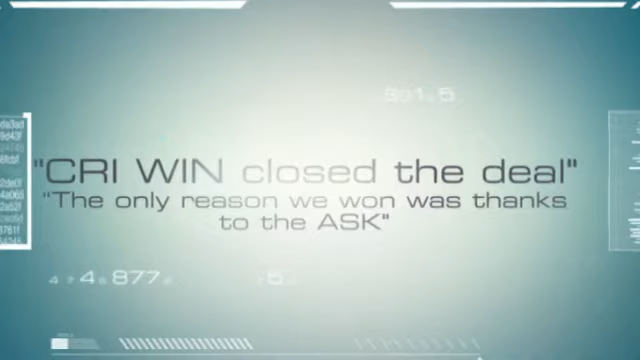 "CRI WIN closed the deal"
"The only reason we won was thanks
to the ASK"